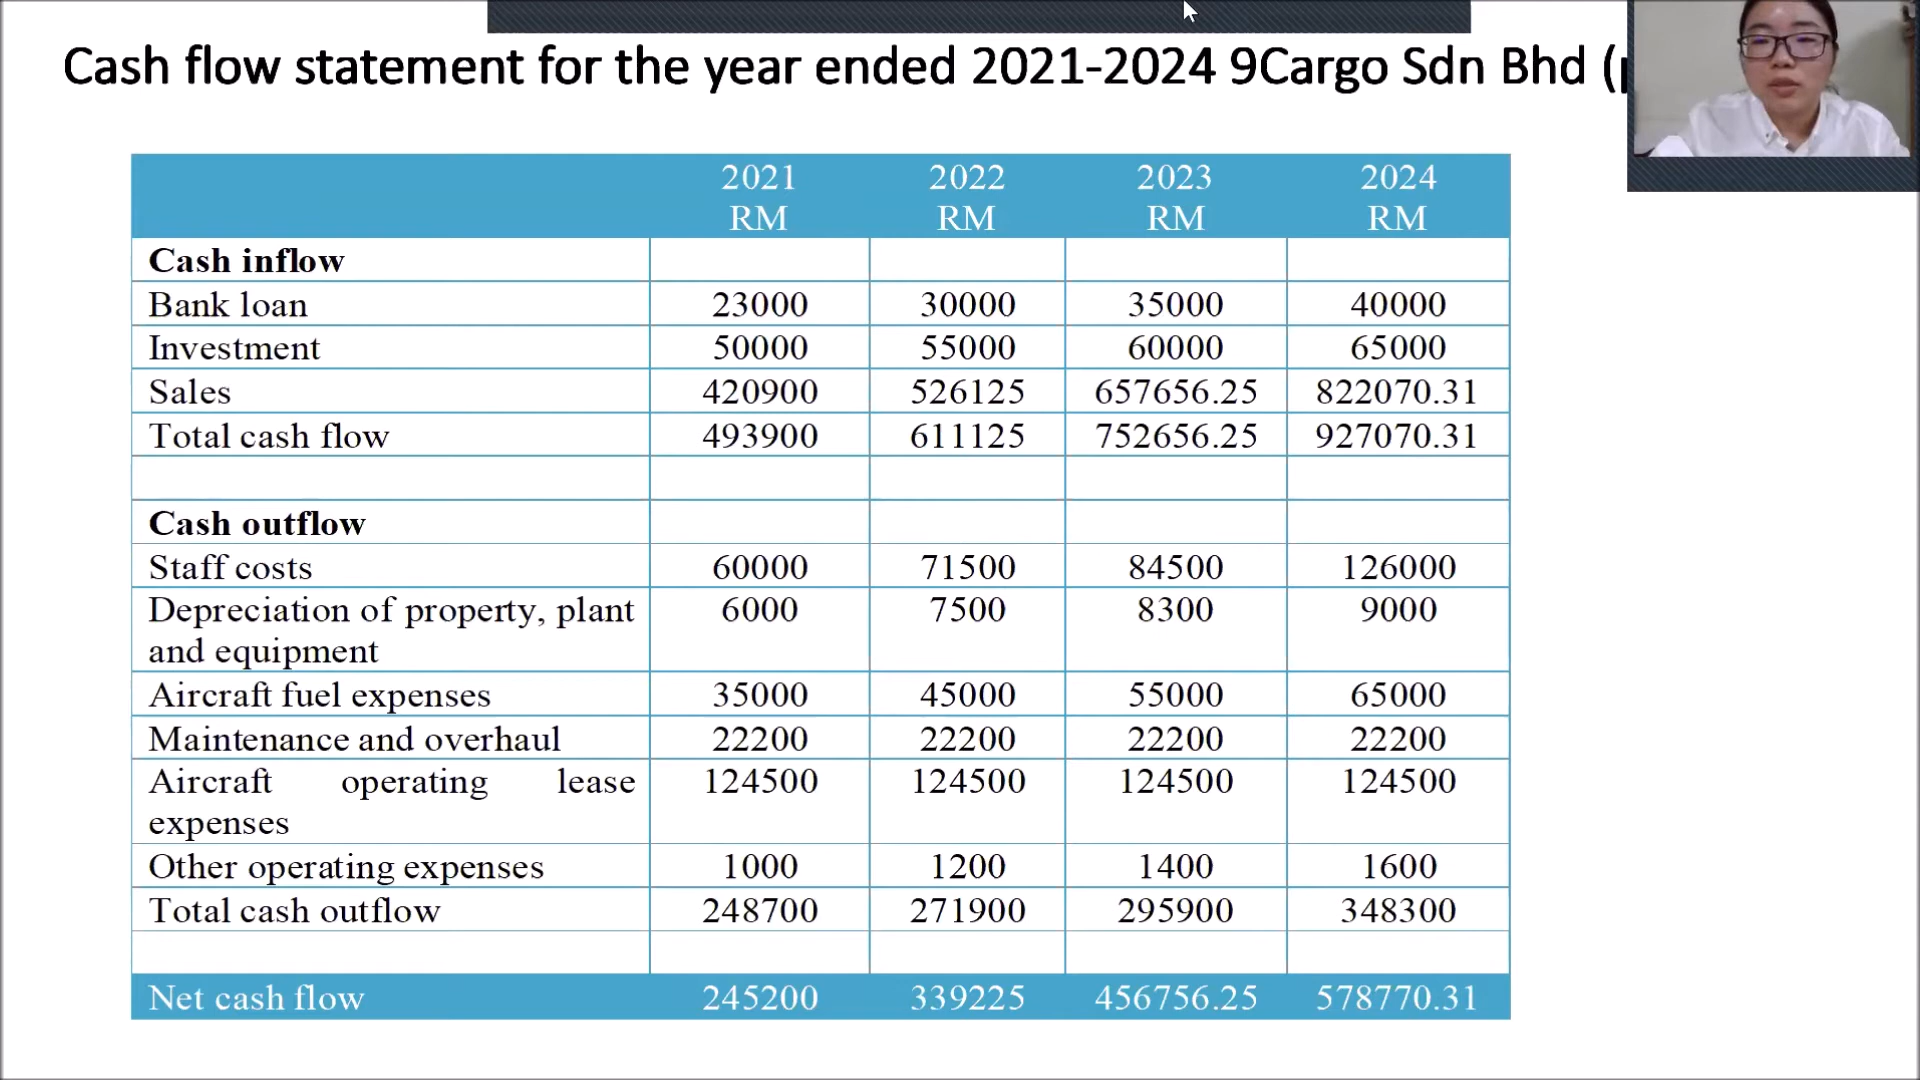 Cash flow statement for the year ended 2021-2024 9Cargo Sdn Bhd
2021 2022 2023 2024
RM RM RM RM
Cash inflow
Bank loan 23000 30000 35000 40000
Investment 50000 55000 60000 65000
Sales 420900 526125 657656.25 822070.31
Total cash flow 493900 611125 752656.25 927070.31
Cash outflow
Staff costs 60000 71500 84500 126000
Depreciation of property, plant 6000 7500 8300 9000
and equipment
Aircraft fuel expenses 35000 45000 55000 65000
Maintenance and overhaul 22200 22200 22200 22200
Aircraft operating lease 124500 124500 124500 124500
expenses
Other operating expenses 1000 1200 1400 1600
Total cash outflow 248700 271900 295900 348300
Net cash flow 245200 339225 456756.25 578770.31